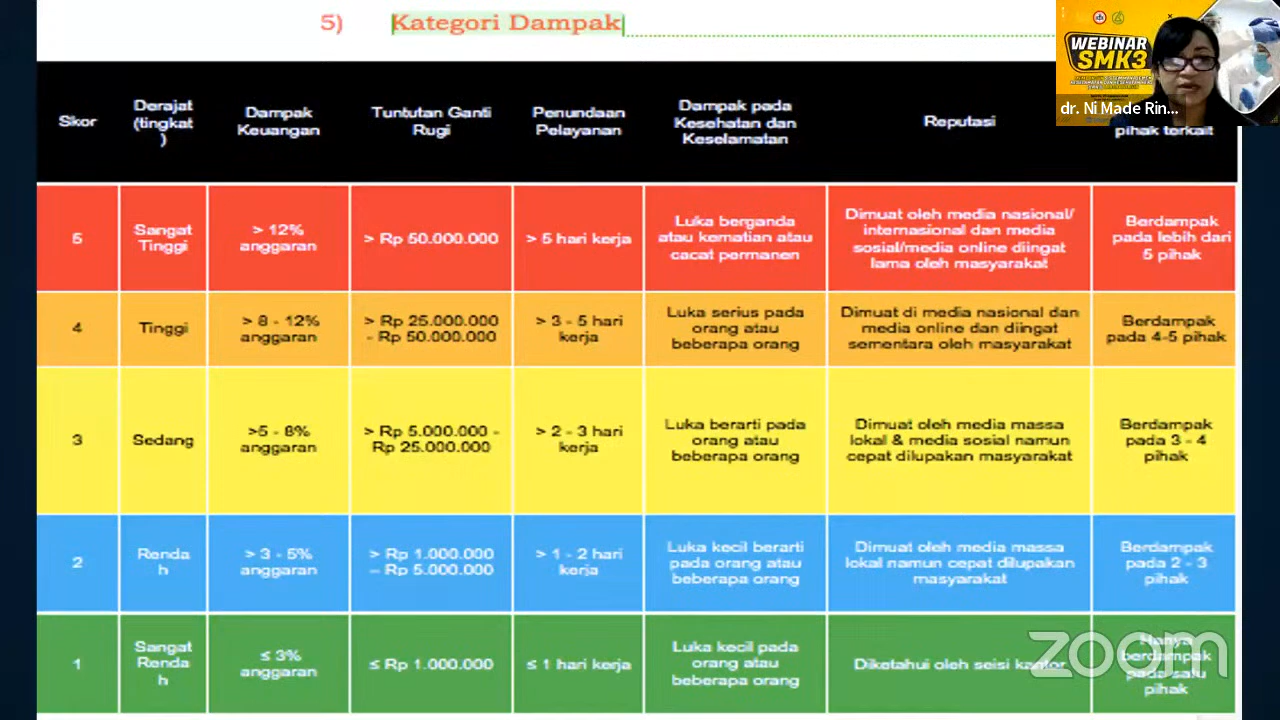 5) Kategori Dampak
WEBINAR
SMK3
dr. Ni Made Rin...
Skor
Derajat
(tingkat
)
Dampak
Keuangan
Tuntutan Ganti
Rugi
Penundaan
Pelayanan
Dampak pada
Kesehatan dan
Keselamatan
Reputasi
pihak terkait
5
Sangat
Tinggi
> 12%
anggaran
> Rp 50.000.000
> 5 hari kerja
Luka berganda
atau kematian atau
cacat permanen
Dimuat oleh media nasional/
internasional dan media
sosial/media online diingat
lama oleh masyarakat
Berdampak
pada lebih dari
5 pihak
4
Tinggi
> 8 - 12%
anggaran
> Rp 25.000.000
- Rp 50.000.000
> 3 - 5 hari
kerja
Luka serius pada
orang atau
beberapa orang
Dimuat di media nasional dan
media online dan diingat
sementara oleh masyarakat
Berdampak
pada 4-5 pihak
3
Sedang
>5 - 8%
anggaran
> Rp 5.000.000 -
Rp 25.000.000
> 2 - 3 hari
kerja
Luka berarti pada
orang atau
beberapa orang
Dimuat oleh media massa
lokal & media sosial namun
cepat dilupakan masyarakat
Berdampak
pada 3 - 4
pihak
2
Renda
h
> 3 - 5%
anggaran
> Rp 1.000.000
– Rp 5.000.000
> 1 - 2 hari
kerja
Luka kecil berarti
pada orang atau
beberapa orang
Dimuat oleh media massa
lokal namun cepat dilupakan
masyarakat
Berdampak
pada 2 - 3
pihak
1
Sangat
Renda
h
≤ 3%
anggaran
≤ Rp 1.000.000
≤ 1 hari kerja
Luka kecil pada
orang atau
beberapa orang
Diketahui oleh seisi kantor
Hanya
berdampak
pada satu
pihak
zoom